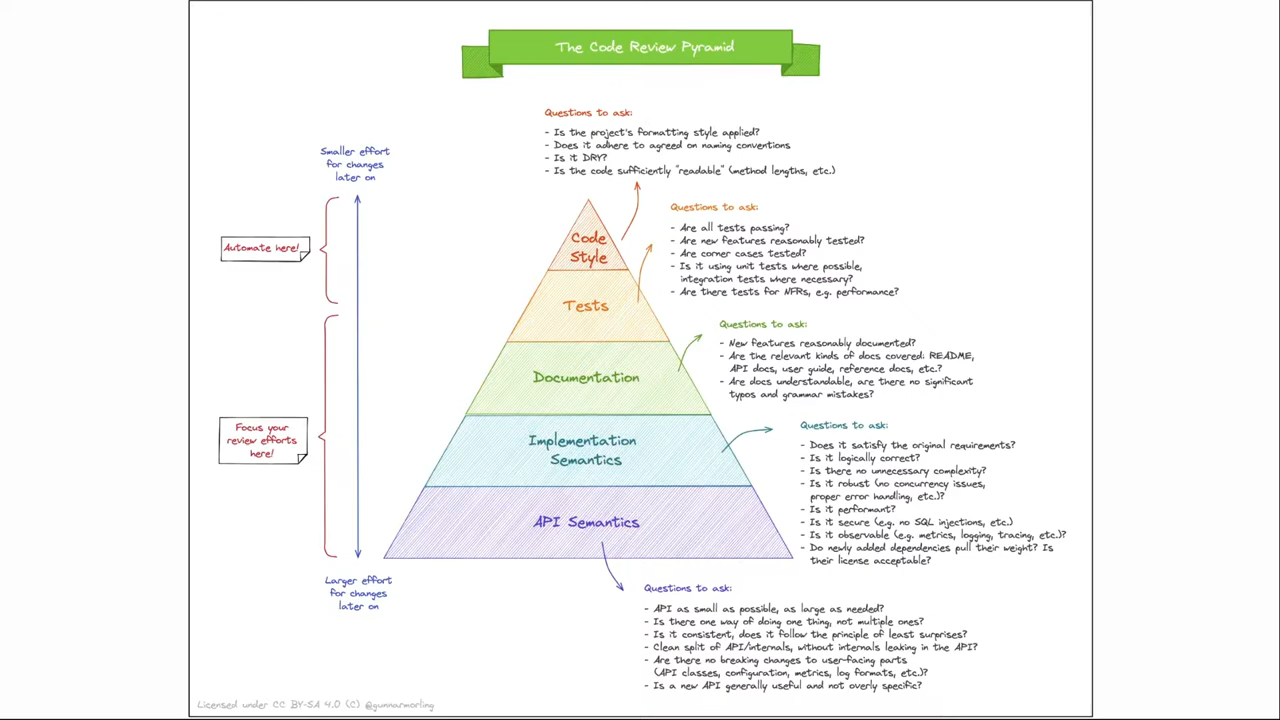 The Code Review Pyramid
Questions to ask:
- Is the project's formatting style applied?
- Does it adhere to agreed on naming conventions
- Is it DRY?
- Is the code sufficiently "readable" (method lengths, etc.)
Smaller effort
for changes
later on
Automate here!
Code
Style
Questions to ask:
- Are all tests passing?
- Are new features reasonably tested?
- Are corner cases tested?
- Is it using unit tests where possible,
integration tests where necessary?
- Are there tests for NFRs, e.g. performance?
Tests
Questions to ask:
- New features reasonably documented?
- Are the relevant kinds of docs covered: README,
API docs, user guide, reference docs, etc.?
- Are docs understandable, are there no significant
typos and grammar mistakes?
Documentation
Focus your
review efforts
here!
Implementation
Semantics
Questions to ask:
- Does it satisfy the original requirements?
- Is it logically correct?
- Is there no unnecessary complexity?
- Is it robust (no concurrency issues,
proper error handling, etc.)?
- Is it performant?
- Is it secure (e.g. no SQL injections, etc.)
- Is it observable (e.g. metrics, logging, tracing, etc.)?
- Do newly added dependencies pull their weight? Is
their license acceptable?
API Semantics
Larger effort
for changes
later on
Questions to ask:
- API as small as possible, as large as needed?
- Is there one way of doing one thing, not multiple ones?
- Is it consistent, does it follow the principle of least surprises?
- Clean split of API/internals, without internals leaking in the API?
- Are there no breaking changes to user-facing parts
(API classes, configuration, metrics, log formats, etc.)?
- Is a new API generally useful and not overly specific?
Licensed under CC BY-SA 4.0 (C) @gunnarmorling